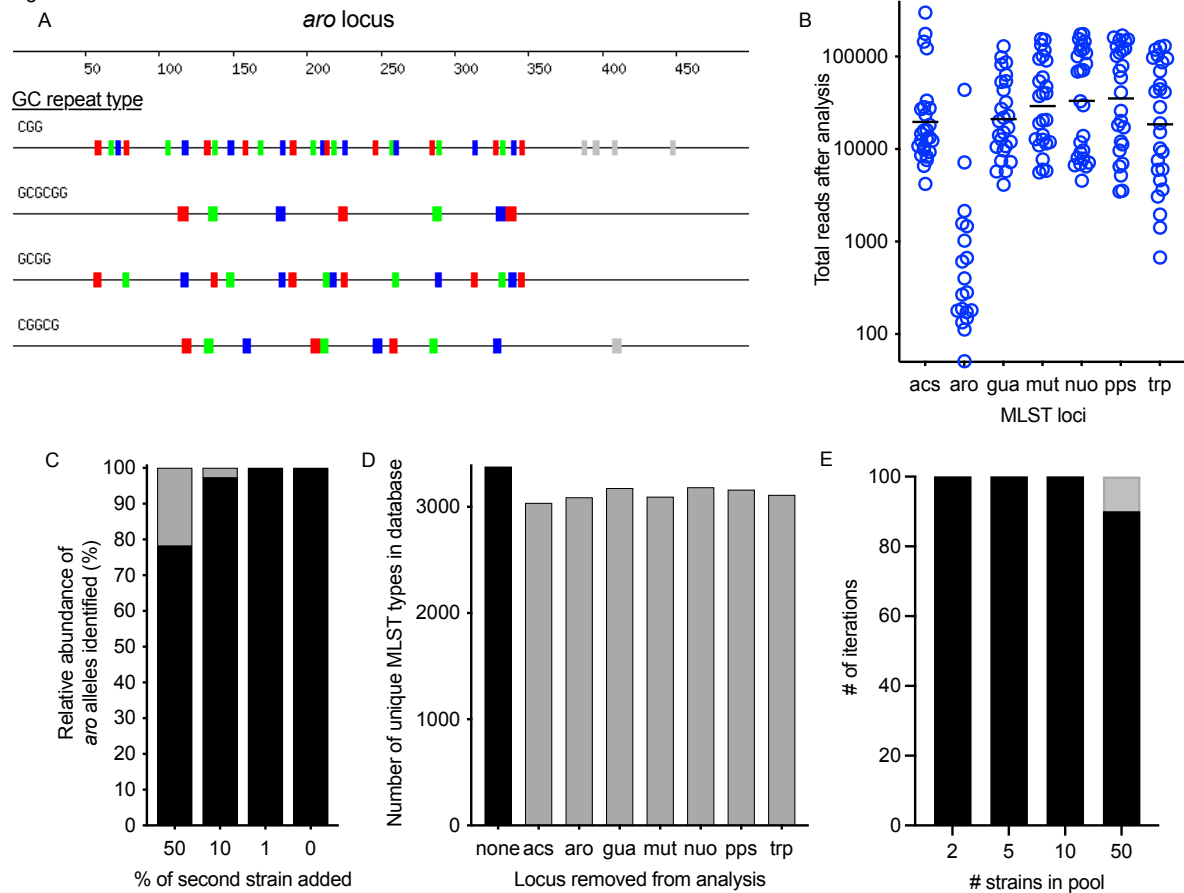 A
aro locus
50 100 150 200 250 300 350 400 450
GC repeat type
CGG
GCGCGG
GCGG
CGGCG
B
Total reads after analysis
100000
10000
1000
100
acs aro gua mut nuo pps trp
MLST loci
C
Relative abundance of
aro alleles identified (%)
100
90
80
70
60
50
40
30
20
10
0
50 10 1 0
% of second strain added
D
Number of unique MLST types in database
3000
2000
1000
0
none acs aro gua mut nuo pps trp
Locus removed from analysis
E
# of iterations
100
80
60
40
20
0
2 5 10 50
# strains in pool